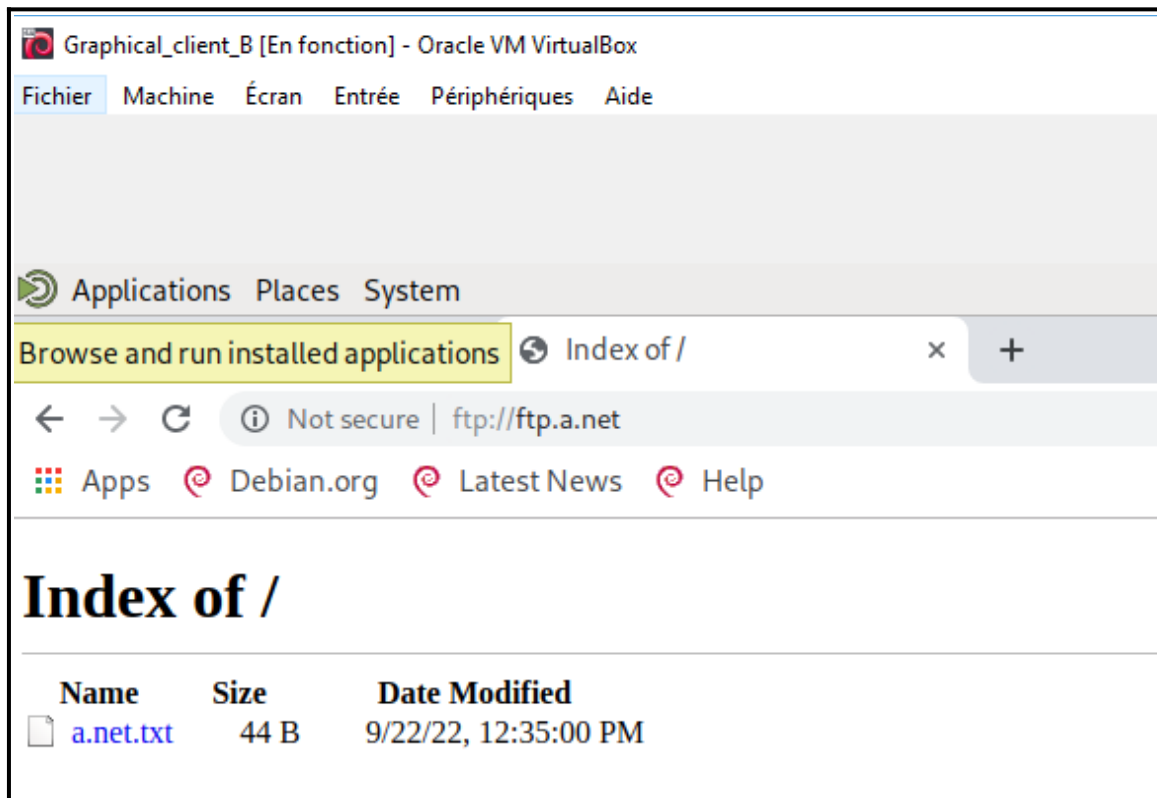 Graphical_client_B [En fonction] - Oracle VM VirtualBox
Fichier Machine Écran Entrée Périphériques Aide
Applications Places System
Browse and run installed applications Index of / × +
Not secure | ftp://ftp.a.net
Apps Debian.org Latest News Help
Index of /
Name Size Date Modified
a.net.txt 44 B 9/22/22, 12:35:00 PM